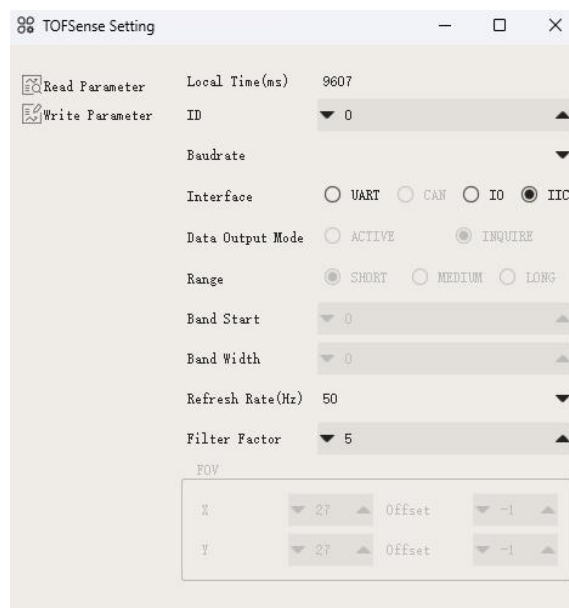 TOFSense Setting
Read Parameter
Write Parameter
Local Time(ms) 9607
ID 0
Baudrate
Interface UART CAN IO IIC
Data Output Mode ACTIVE INQUIRE
Range SHORT MEDIUM LONG
Band Start 0
Band Width 0
Refresh Rate(Hz) 50
Filter Factor 5
FOV
X 27 Offset -1
Y 27 Offset -1